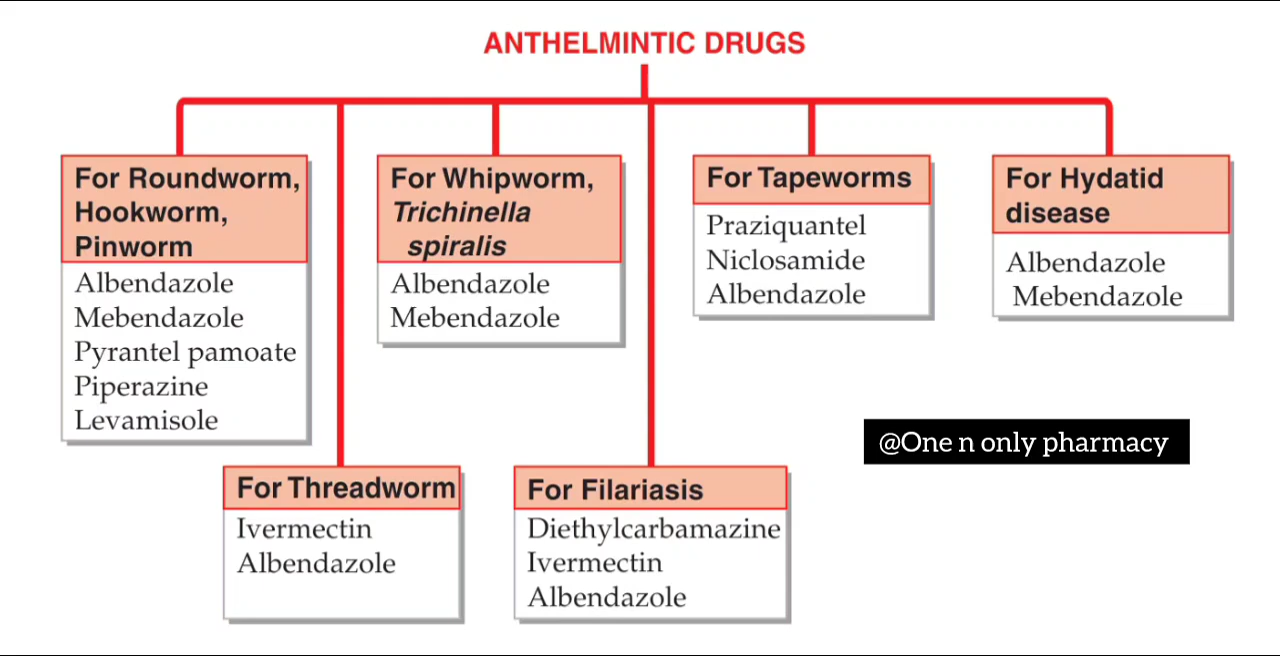 ANTHELMINTIC DRUGS
For Roundworm,
Hookworm,
Pinworm
Albendazole
Mebendazole
Pyrantel pamoate
Piperazine
Levamisole
For Whipworm,
Trichinella
spiralis
Albendazole
Mebendazole
For Tapeworms
Praziquantel
Niclosamide
Albendazole
For Hydatid
disease
Albendazole
Mebendazole
@One n only pharmacy
For Threadworm
Ivermectin
Albendazole
For Filariasis
Diethylcarbamazine
Ivermectin
Albendazole